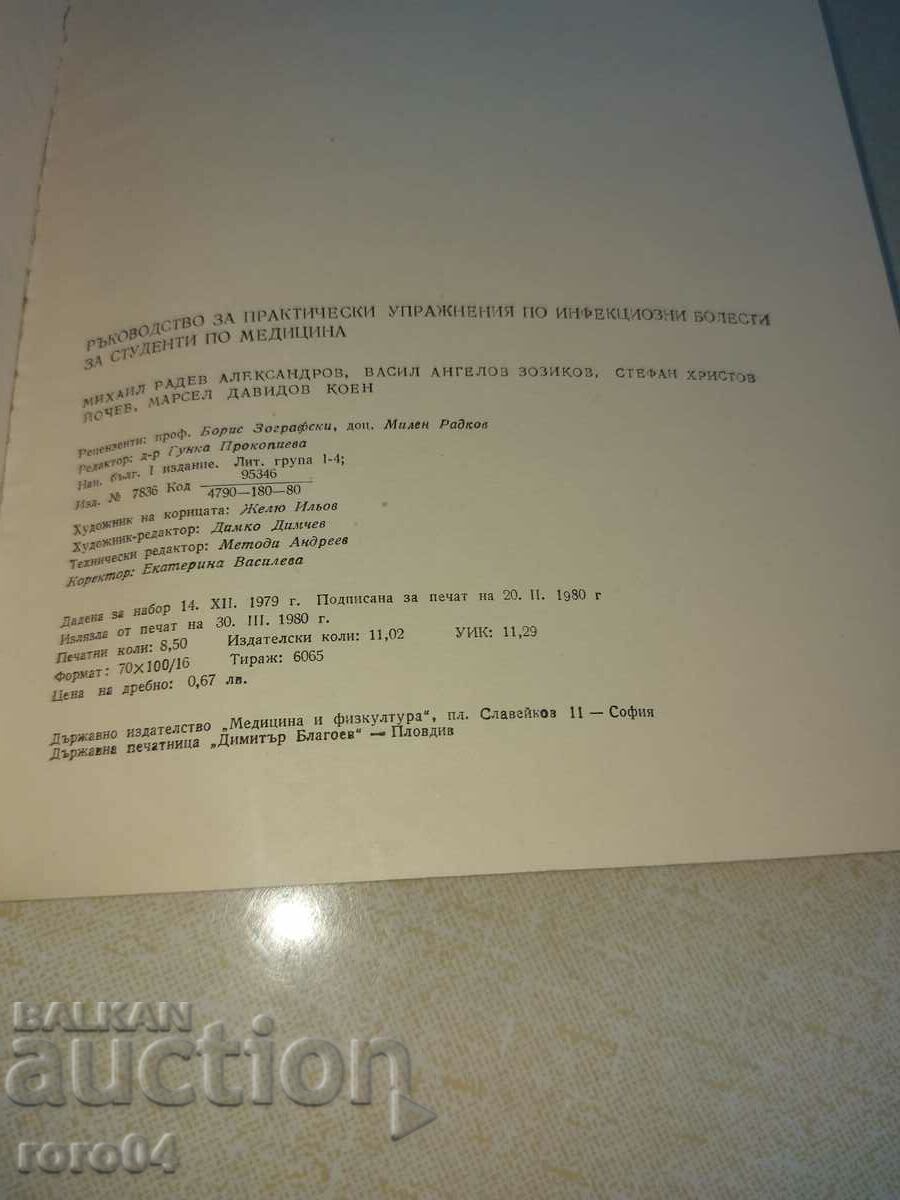 РЪКОВОДСТВО ЗА ПРАКТИЧЕСКИ УПРАЖНЕНИЯ ПО ИНФЕКЦИОЗНИ БОЛЕСТИ
ЗА СТУДЕНТИ ПО МЕДИЦИНА
МИХАИЛ РАДЕВ АЛЕКСАНДРОВ, ВАСИЛ АНГЕЛОВ ЗОЗИКОВ, СТЕФАН ХРИСТОВ
ЙОЧЕВ, МАРСЕЛ ДАВИДОВ КОЕН
Рецензенти: проф. Борис Зографски, доц. Милен Радков
Редактор: д-р Гунка Прокопиева
Нац. бълг. I издание. Лит. група 1-4;
Изд. № 7836 Код 95346
4790—180—80
Художник на корицата: Желю Ильов
Художник-редактор: Димко Димчев
Технически редактор: Методи Андреев
Коректор: Екатерина Василева
Дадена за набор 14. XII. 1979 г. Подписана за печат на 20. II. 1980 г
Излязла от печат на 30. III. 1980 г.
Печатни коли: 8,50 Издателски коли: 11,02 УИК: 11,29
Формат: 70×100/16 Тираж: 6065
Цена на дребно: 0,67 лв.
Държавно издателство „Медицина и физкултура“, пл. Славейков 11 — София
Държавна печатница „Димитър Благоев“ — Пловдив
BALKAN
auction
roro04